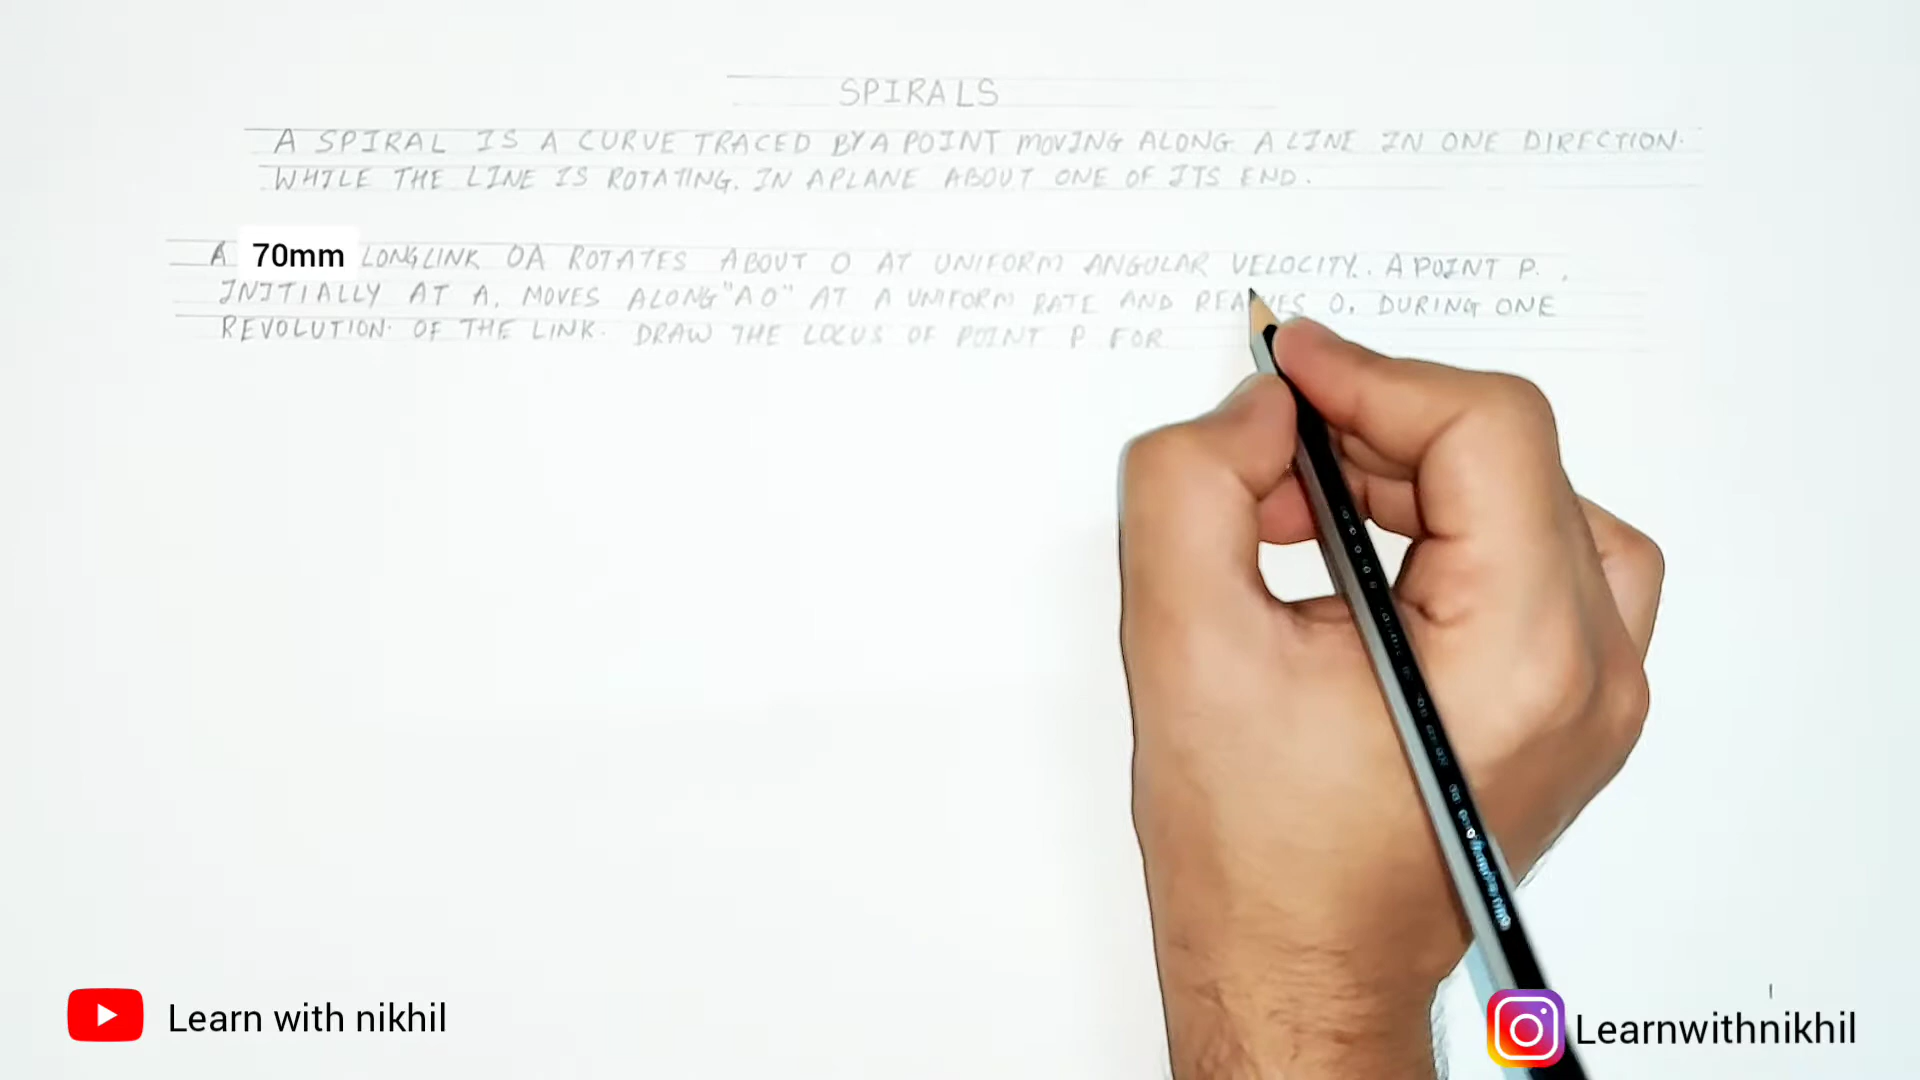 SPIRALS
A SPIRAL IS A CURVE TRACED BY A POINT MOVING ALONG A LINE IN ONE DIRECTION.
WHILE THE LINE IS ROTATING. IN A PLANE ABOUT ONE OF ITS END.
A 70mm LONG LINK OA ROTATES ABOUT O AT UNIFORM ANGULAR VELOCITY. A POINT P.
INITIALLY AT A, MOVES ALONG "AO" AT A UNIFORM RATE AND O, DURING ONE
REVOLUTION. OF THE LINK. DRAW THE LOCUS OF POINT P FOR
Learn with nikhil
Learnwithnikhil